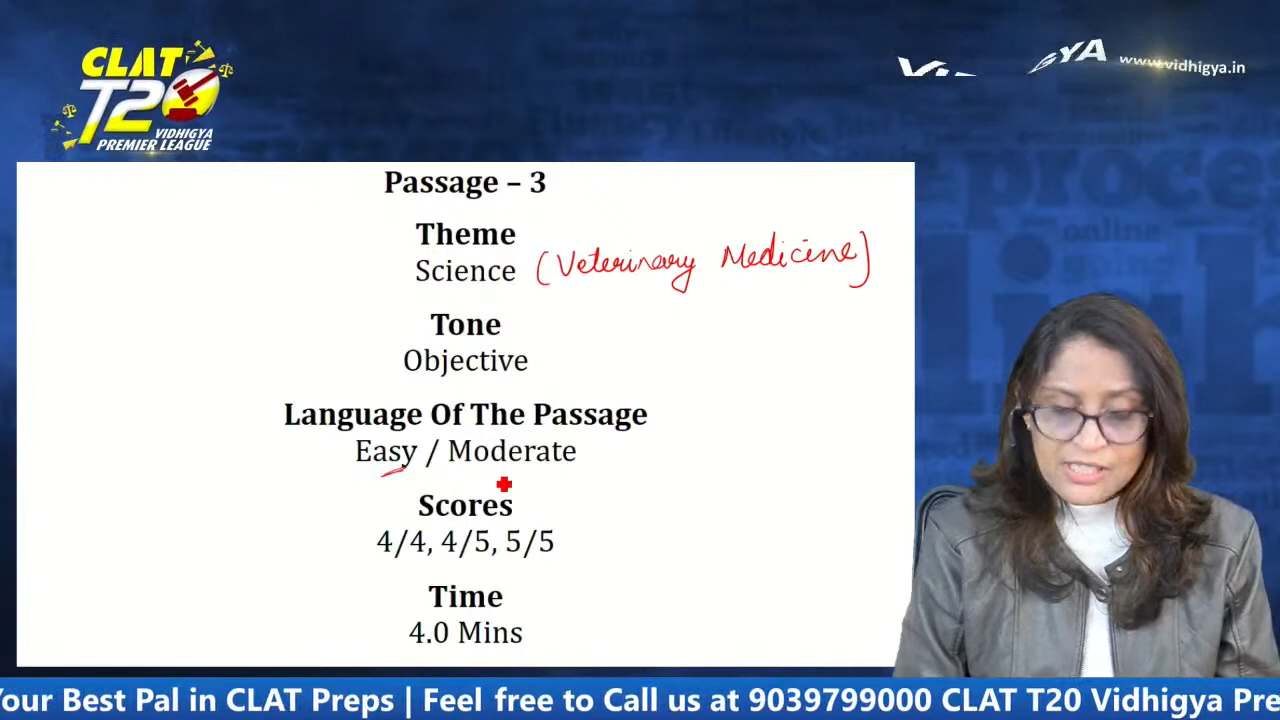 CLAT
T20
VIDHIGYA
PREMIER LEAGUE
www.vidhigya.in
Passage – 3
Theme
Science (Veterinary Medicine)
Tone
Objective
Language Of The Passage
Easy / Moderate
Scores
4/4, 4/5, 5/5
Time
4.0 Mins
process
online
Your Best Pal in CLAT Preps | Feel free to Call us at 9039799000 CLAT T20 Vidhigya Pre